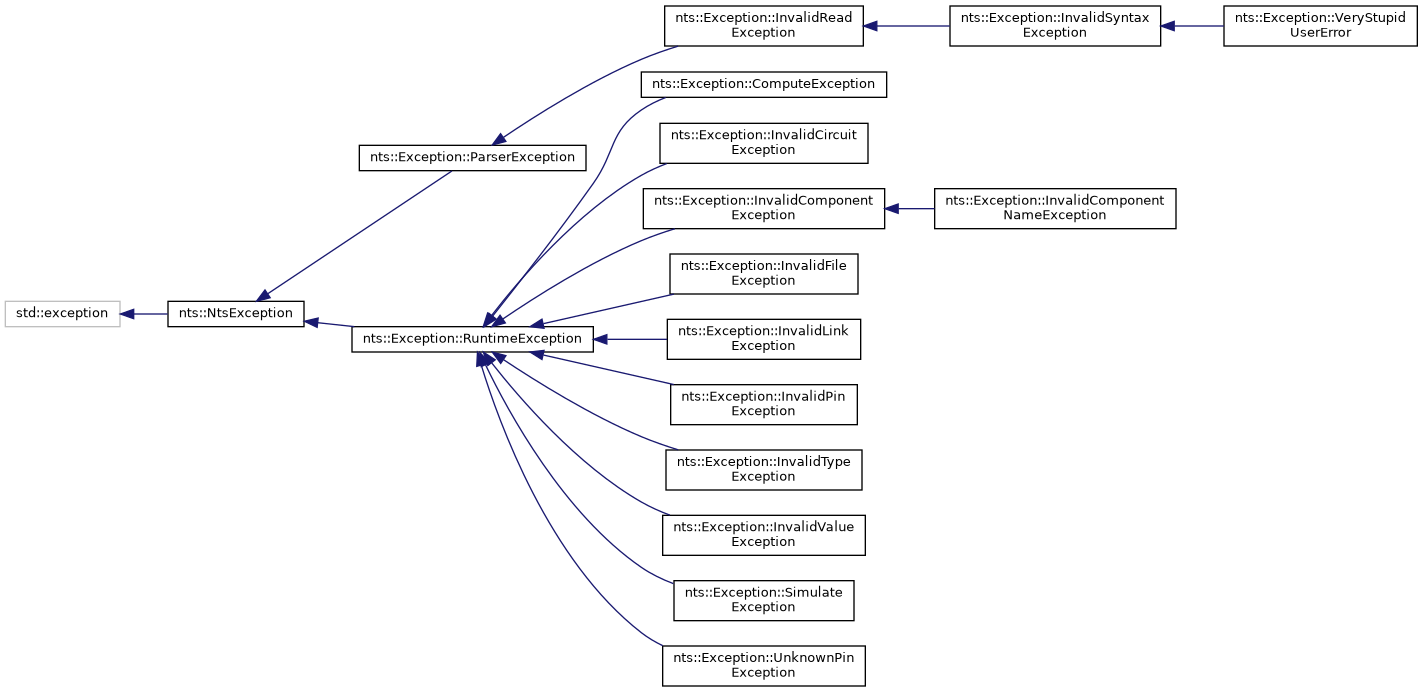 nts::Exception::InvalidRead
Exception
nts::Exception::InvalidSyntax
Exception
nts::Exception::VeryStupid
UserError
nts::Exception::ComputeException
nts::Exception::InvalidCircuit
Exception
nts::Exception::ParserException
nts::Exception::InvalidComponent
Exception
nts::Exception::InvalidComponent
NameException
nts::Exception::InvalidFile
Exception
std::exception
nts::NtsException
nts::Exception::RuntimeException
nts::Exception::InvalidLink
Exception
nts::Exception::InvalidPin
Exception
nts::Exception::InvalidType
Exception
nts::Exception::InvalidValue
Exception
nts::Exception::Simulate
Exception
nts::Exception::UnknownPin
Exception